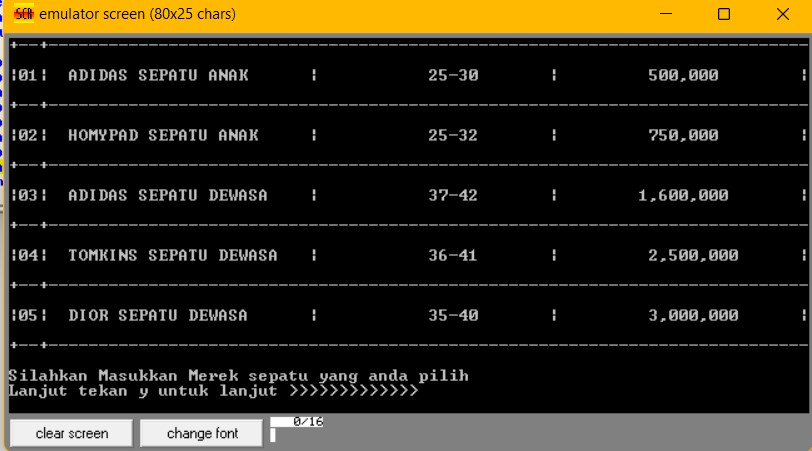 SCR emulator screen (80x25 chars)
+--+----------------------------------------------------------------------------
|01| ADIDAS SEPATU ANAK | 25-30 | 500,000 |
+--+----------------------------------------------------------------------------
|02| HOMYPAD SEPATU ANAK | 25-32 | 750,000 |
+--+----------------------------------------------------------------------------
|03| ADIDAS SEPATU DEWASA | 37-42 | 1,600,000 |
+--+----------------------------------------------------------------------------
|04| TOMKINS SEPATU DEWASA | 36-41 | 2,500,000 |
+--+----------------------------------------------------------------------------
|05| DIOR SEPATU DEWASA | 35-40 | 3,000,000 |
+--+----------------------------------------------------------------------------
Silahkan Masukkan Merek sepatu yang anda pilih
Lanjut tekan y untuk lanjut >>>>>>>>>>>>>
clear screen change font 0/16